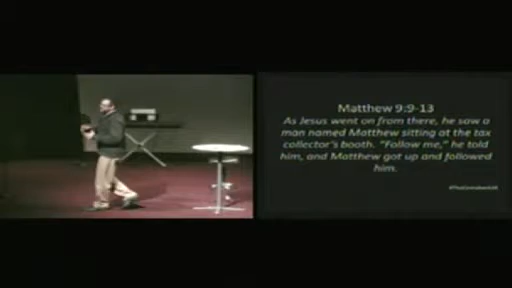 Matthew 9:9-13
As Jesus went on from there, he saw a
man named Matthew sitting at the tax
collector's booth. "Follow me," he told
him, and Matthew got up and followed
him.